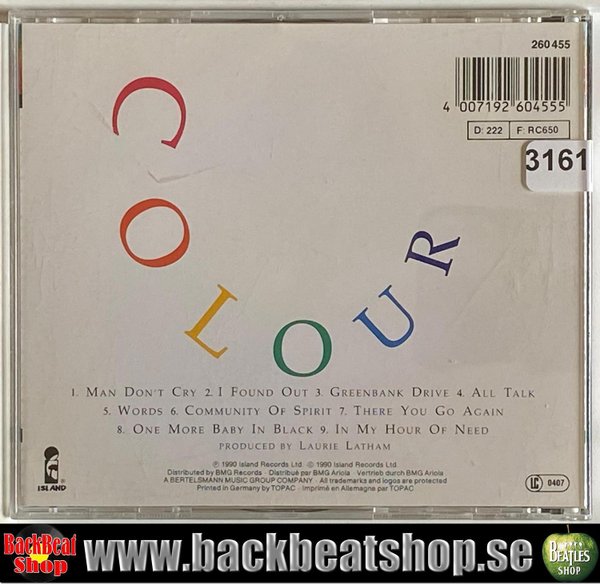 260 455
4 007192 604555
D: 222 F: RC650
3161
COLOUR
1. MAN DON'T CRY 2. I FOUND OUT 3. GREENBANK DRIVE 4. ALL TALK
5. WORDS 6. COMMUNITY OF SPIRIT 7. THERE YOU GO AGAIN
8. ONE MORE BABY IN BLACK 9. IN MY HOUR OF NEED
PRODUCED BY LAURIE LATHAM
℗ 1990 Island Records Ltd. © 1990 Island Records Ltd.
Distributed by BMG Records · Distribué par BMG Ariola · Vertrieb durch BMG Ariola
A BERTELSMANN MUSIC GROUP COMPANY · All trademarks and logos are protected
Printed in Germany by TOPAC · Imprimé en Allemagne par TOPAC
ISLAND
LC 0407
BackBeat
Shop
www.backbeatshop.se
BEATLES
SHOP